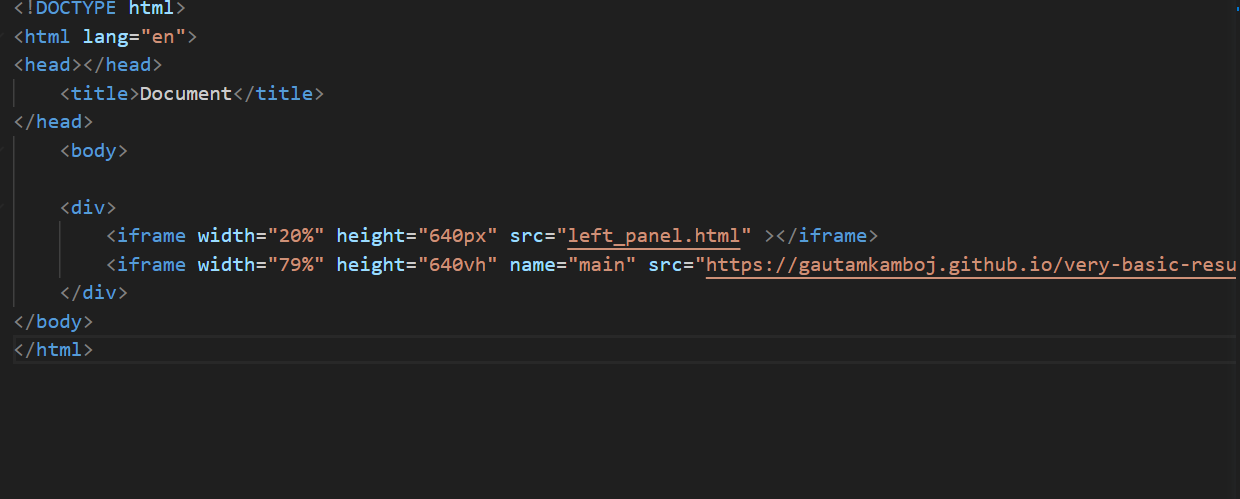 <!DOCTYPE html>
<html lang="en">
<head></head>
    <title>Document</title>
</head>
    <body>

    <div>
        <iframe width="20%" height="640px" src="left_panel.html" ></iframe>
        <iframe width="79%" height="640vh" name="main" src="https://gautamkamboj.github.io/very-basic-resu
    </div>
</body>
</html>